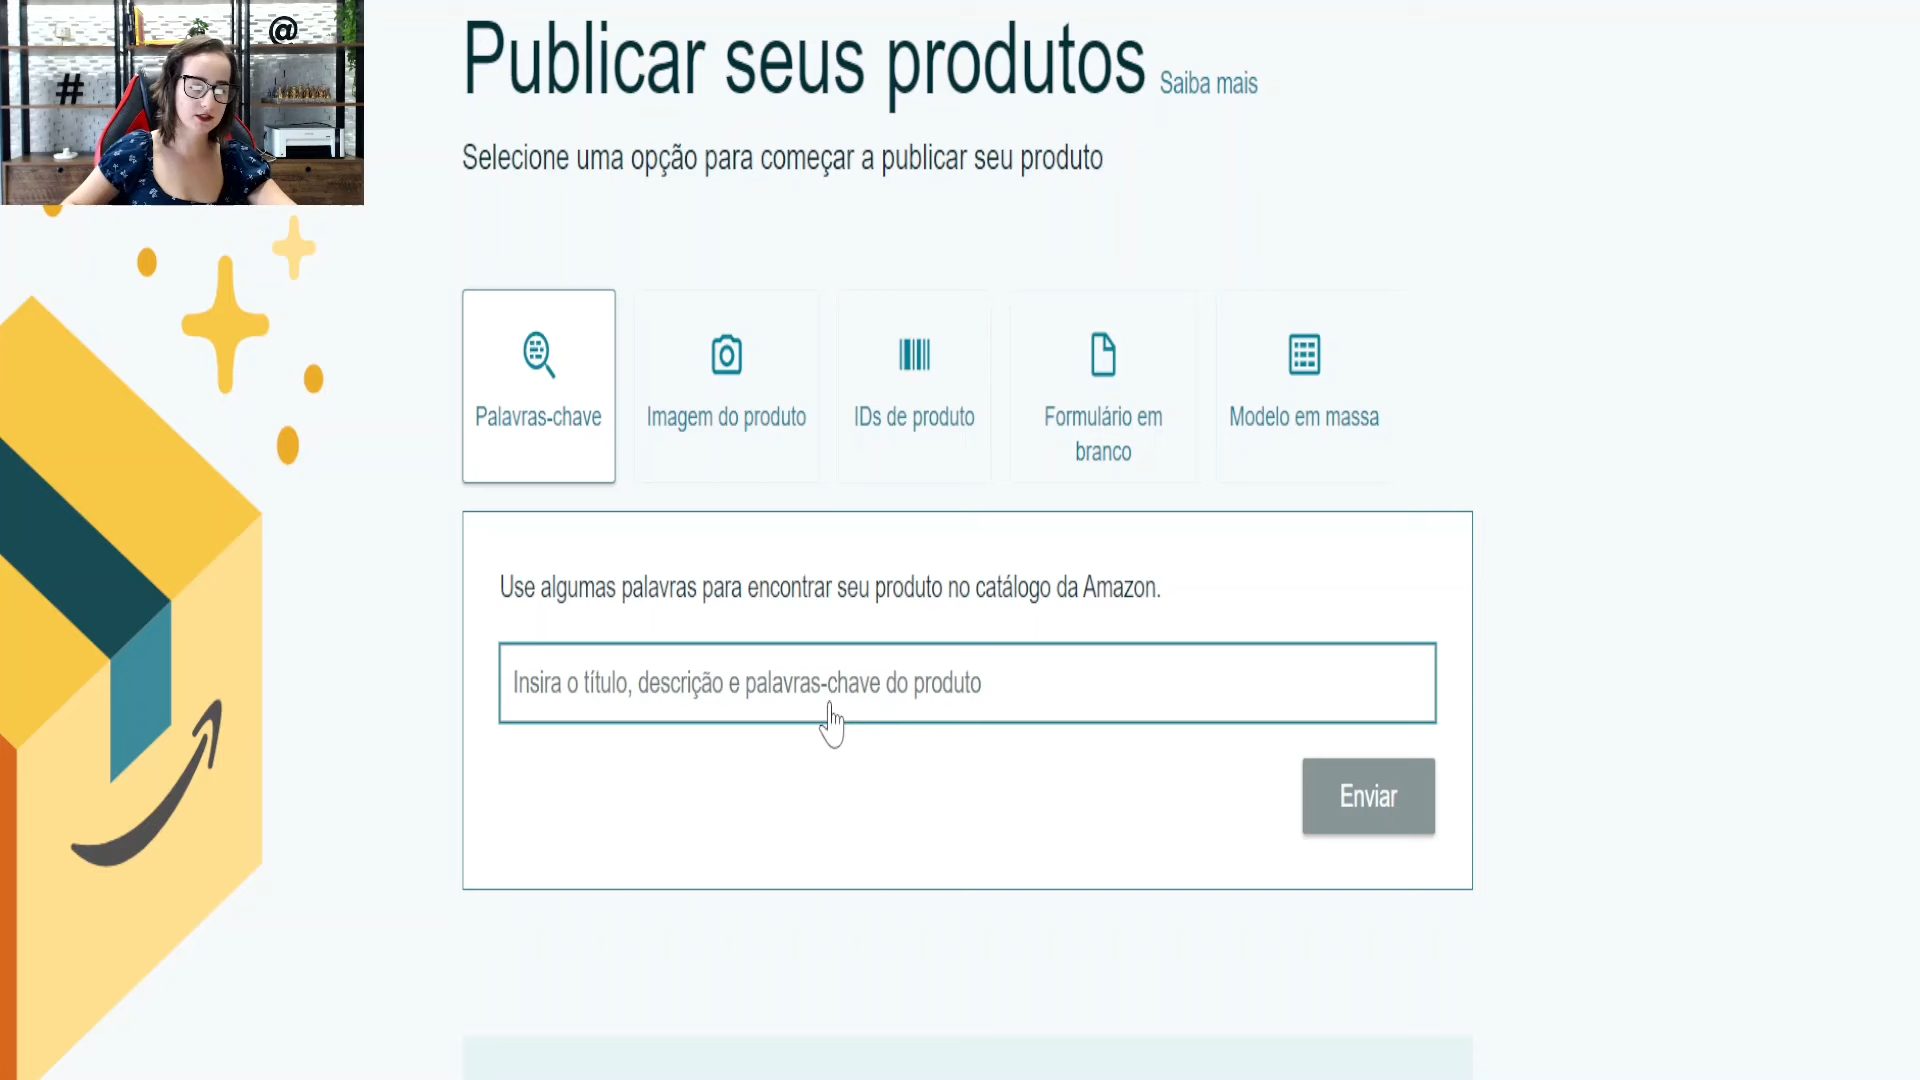 @
#
Publicar seus produtos Saiba mais
Selecione uma opção para começar a publicar seu produto
Palavras-chave
Imagem do produto
IDs de produto
Formulário em
branco
Modelo em massa
Use algumas palavras para encontrar seu produto no catálogo da Amazon.
Insira o título, descrição e palavras-chave do produto
Enviar